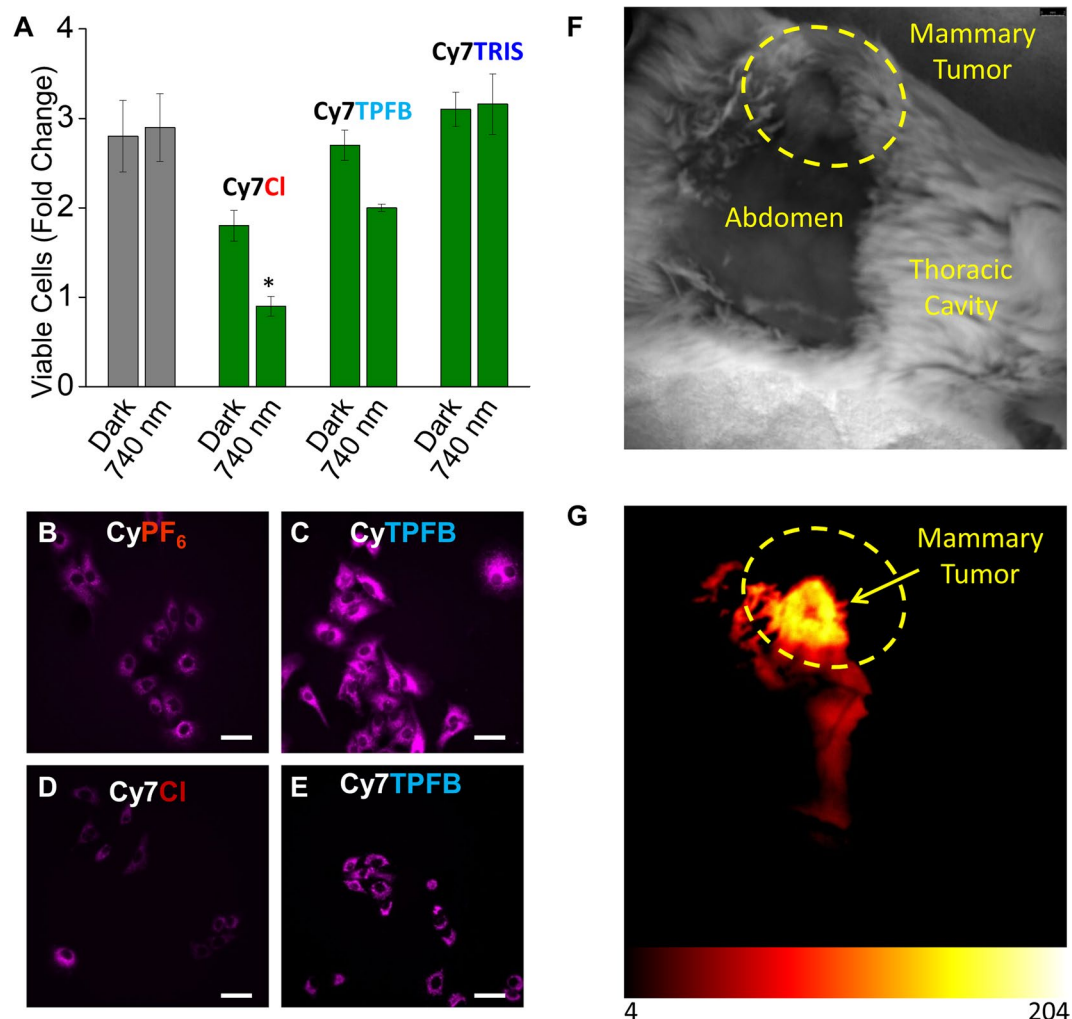 A
Viable Cells (Fold Change)
4
3
2
1
0
Cy7Cl
Cy7TPFB
Cy7TRIS
*
Dark
740 nm
Dark
740 nm
Dark
740 nm
Dark
740 nm
B
CyPF6
C
CyTPFB
D
Cy7Cl
E
Cy7TPFB
F
Mammary
Tumor
Abdomen
Thoracic
Cavity
G
Mammary
Tumor
4
204